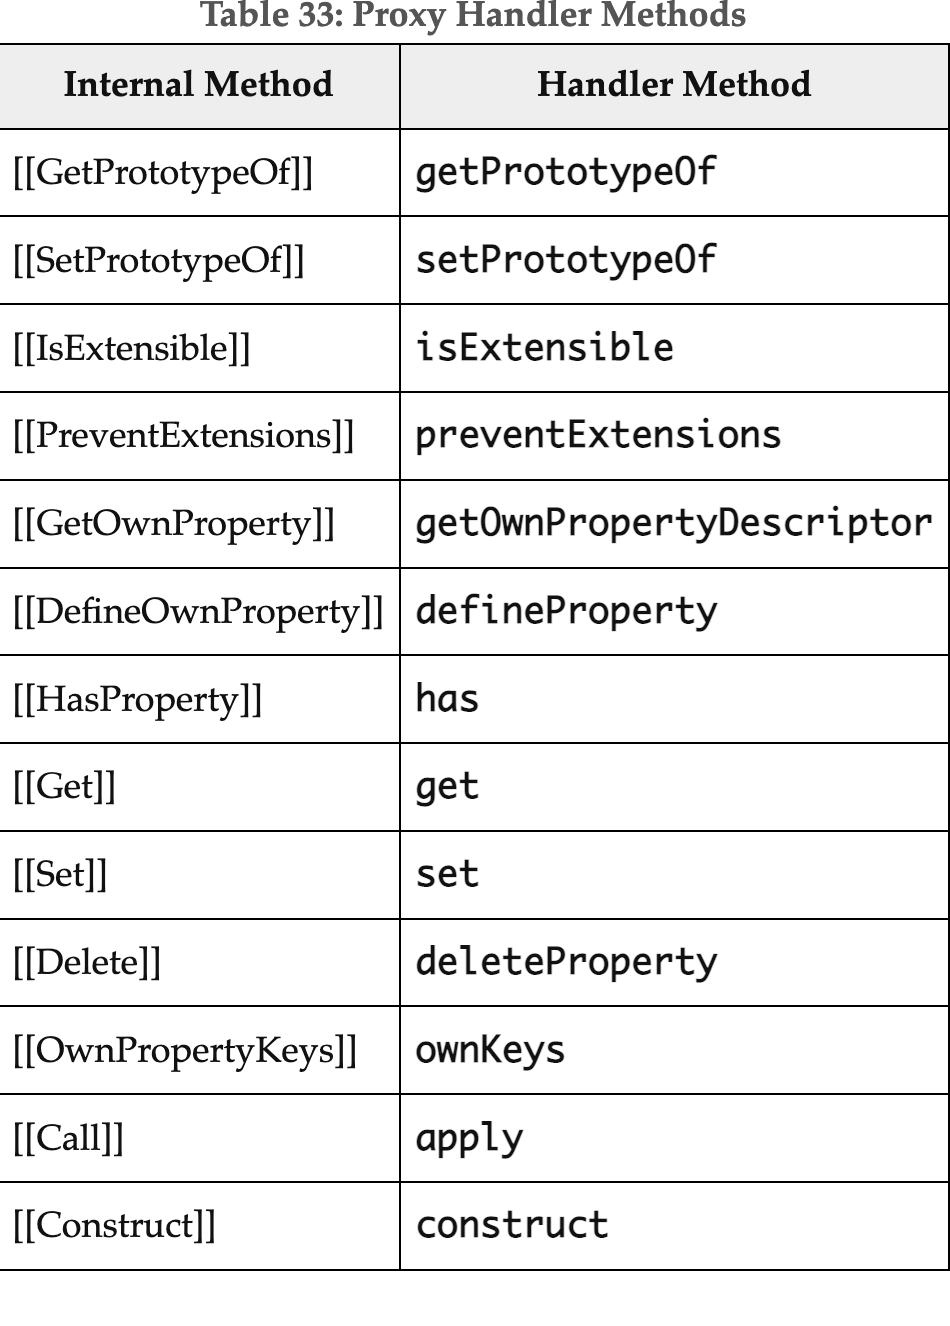 Table 33: Proxy Handler Methods
Internal Method Handler Method
[[GetPrototypeOf]] getPrototypeOf
[[SetPrototypeOf]] setPrototypeOf
[[IsExtensible]] isExtensible
[[PreventExtensions]] preventExtensions
[[GetOwnProperty]] getOwnPropertyDescriptor
[[DefineOwnProperty]] defineProperty
[[HasProperty]] has
[[Get]] get
[[Set]] set
[[Delete]] deleteProperty
[[OwnPropertyKeys]] ownKeys
[[Call]] apply
[[Construct]] construct